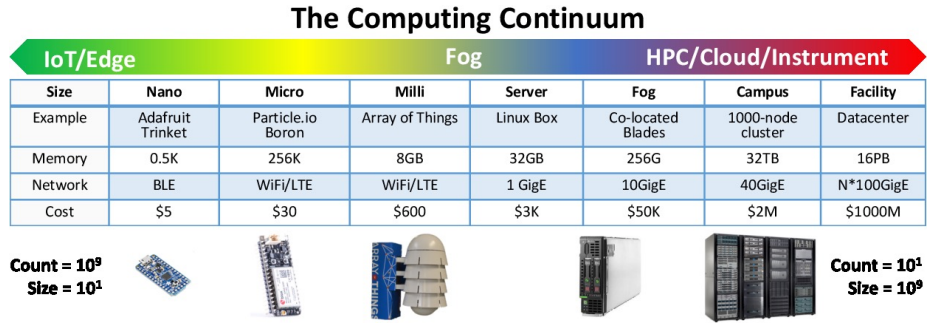 The Computing Continuum
IoT/Edge Fog HPC/Cloud/Instrument
Size Nano Micro Milli Server Fog Campus Facility
Example Adafruit Trinket Particle.io Boron Array of Things Linux Box Co-located Blades 1000-node cluster Datacenter
Memory 0.5K 256K 8GB 32GB 256G 32TB 16PB
Network BLE WiFi/LTE WiFi/LTE 1 GigE 10GigE 40GigE N*100GigE
Cost $5 $30 $600 $3K $50K $2M $1000M
Count = 10⁹
Size = 10¹
Count = 10¹
Size = 10⁹